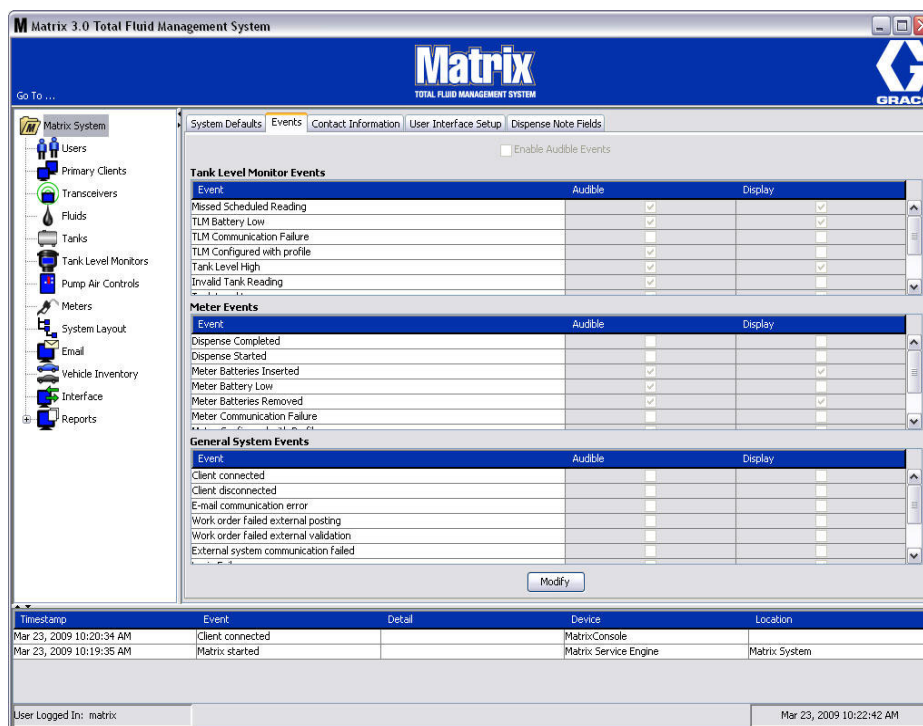 M Matrix 3.0 Total Fluid Management System
Matrix
TOTAL FLUID MANAGEMENT SYSTEM
Go To ...
GRACO
Matrix System
Users
Primary Clients
Transceivers
Fluids
Tanks
Tank Level Monitors
Pump Air Controls
Meters
System Layout
Email
Vehicle Inventory
Interface
Reports
System Defaults Events Contact Information User Interface Setup Dispense Note Fields
Enable Audible Events
Tank Level Monitor Events
Event Audible Display
Missed Scheduled Reading
TLM Battery Low
TLM Communication Failure
TLM Configured with profile
Tank Level High
Invalid Tank Reading
Meter Events
Event Audible Display
Dispense Completed
Dispense Started
Meter Batteries Inserted
Meter Battery Low
Meter Batteries Removed
Meter Communication Failure
General System Events
Event Audible Display
Client connected
Client disconnected
E-mail communication error
Work order failed external posting
Work order failed external validation
External system communication failed
Modify
Timestamp Event Detail Device Location
Mar 23, 2009 10:20:34 AM Client connected MatrixConsole
Mar 23, 2009 10:19:35 AM Matrix started Matrix Service Engine Matrix System
User Logged In: matrix
Mar 23, 2009 10:22:42 AM